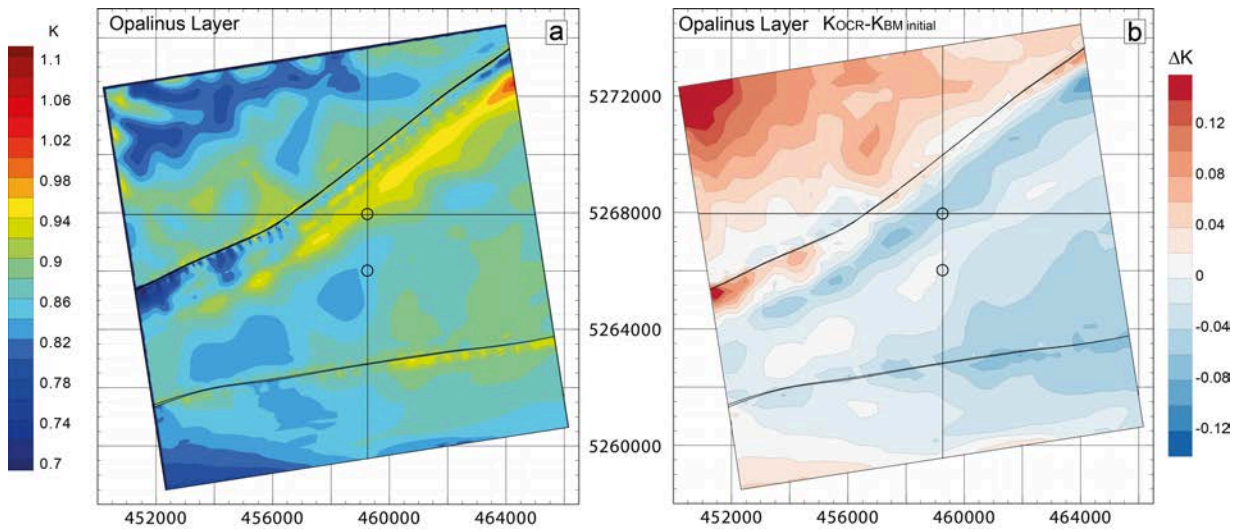 Opalinus Layer
a
K
1.1
1.06
1.02
0.98
0.94
0.9
0.86
0.82
0.78
0.74
0.7
452000 456000 460000 464000
5272000
5268000
5264000
5260000
Opalinus Layer KOCR-KBM initial
b
ΔK
0.12
0.08
0.04
0
-0.04
-0.08
-0.12
452000 456000 460000 464000